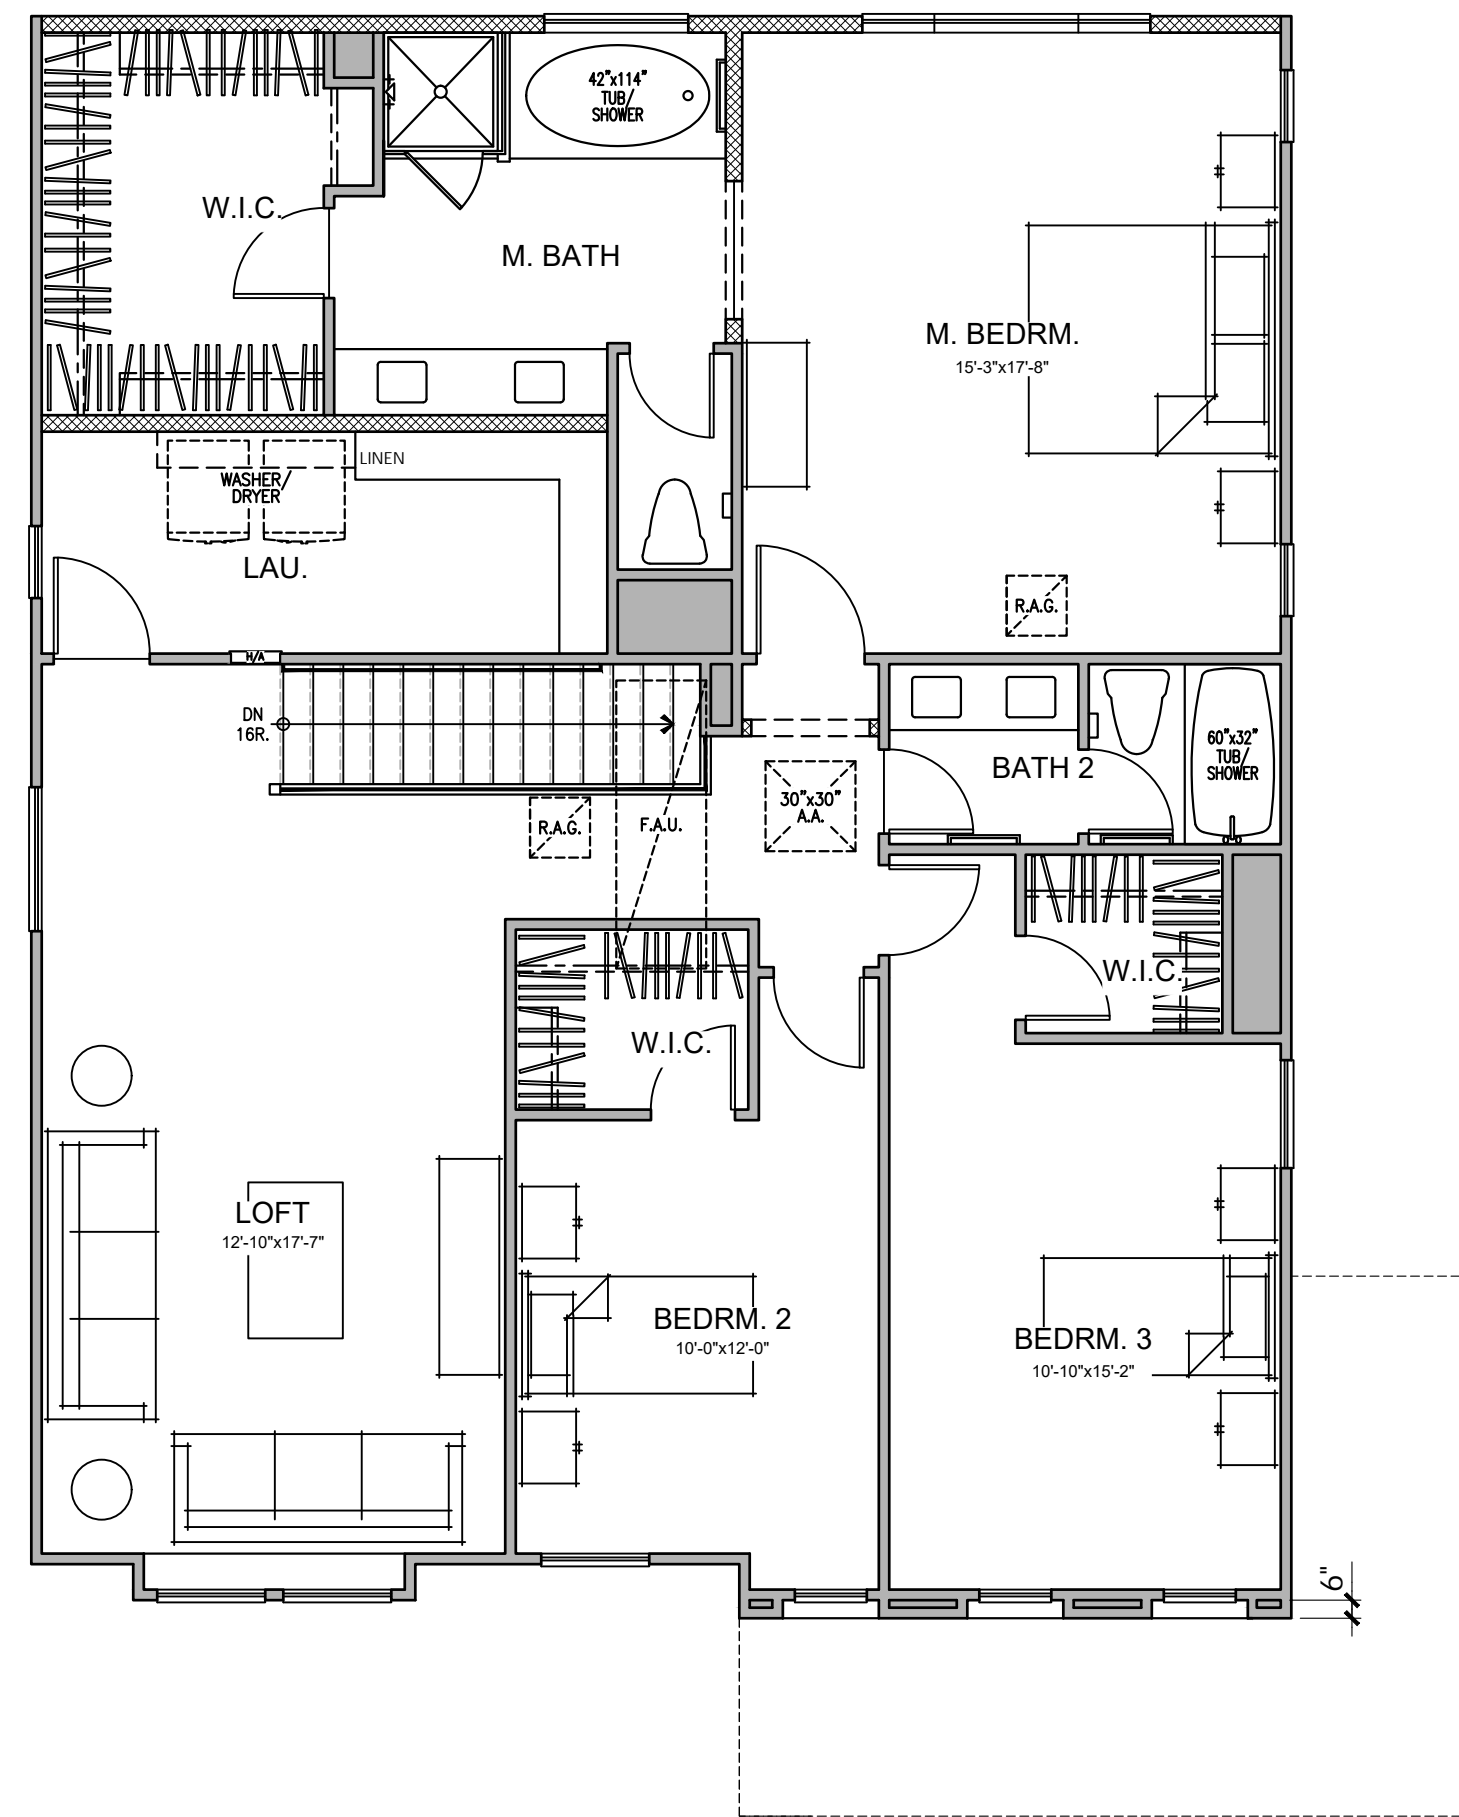 42"x114"
TUB/
SHOWER
W.I.C.
M. BATH
M. BEDRM.
15'-3"x17'-8"
LINEN
WASHER/
DRYER
LAU.
R.A.G.
H/A
DN
16R.
60"x32"
TUB/
SHOWER
BATH 2
30"x30"
A.A.
R.A.G.
F.A.U.
W.I.C.
W.I.C.
LOFT
12'-10"x17'-7"
BEDRM. 2
10'-0"x12'-0"
BEDRM. 3
10'-10"x15'-2"
6"